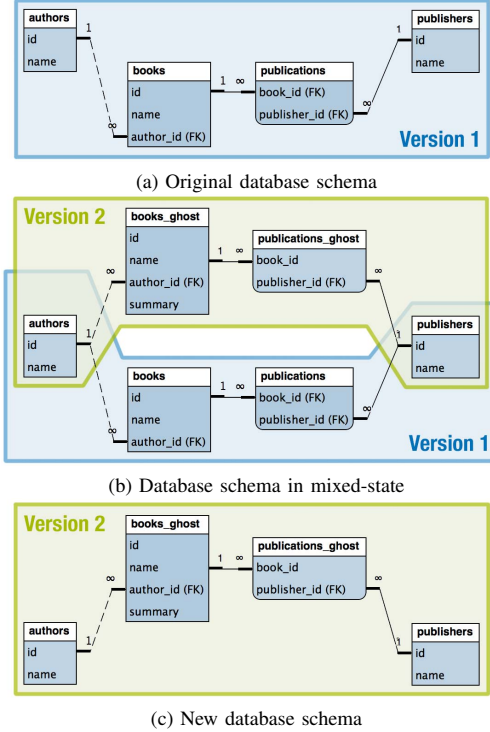 authors
id
name
1
∞
books
id
name
author_id (FK)
1
∞
publications
book_id (FK)
publisher_id (FK)
∞
1
publishers
id
name
Version 1
(a) Original database schema
Version 2
books_ghost
id
name
author_id (FK)
summary
1
∞
publications_ghost
book_id
publisher_id (FK)
∞
∞
authors
id
name
1
publishers
id
name
1
books
id
name
author_id (FK)
∞
1
∞
publications
book_id (FK)
publisher_id (FK)
∞
Version 1
(b) Database schema in mixed-state
Version 2
books_ghost
id
name
author_id (FK)
summary
1
∞
publications_ghost
book_id
publisher_id (FK)
∞
∞
authors
id
name
1
publishers
id
name
1
(c) New database schema